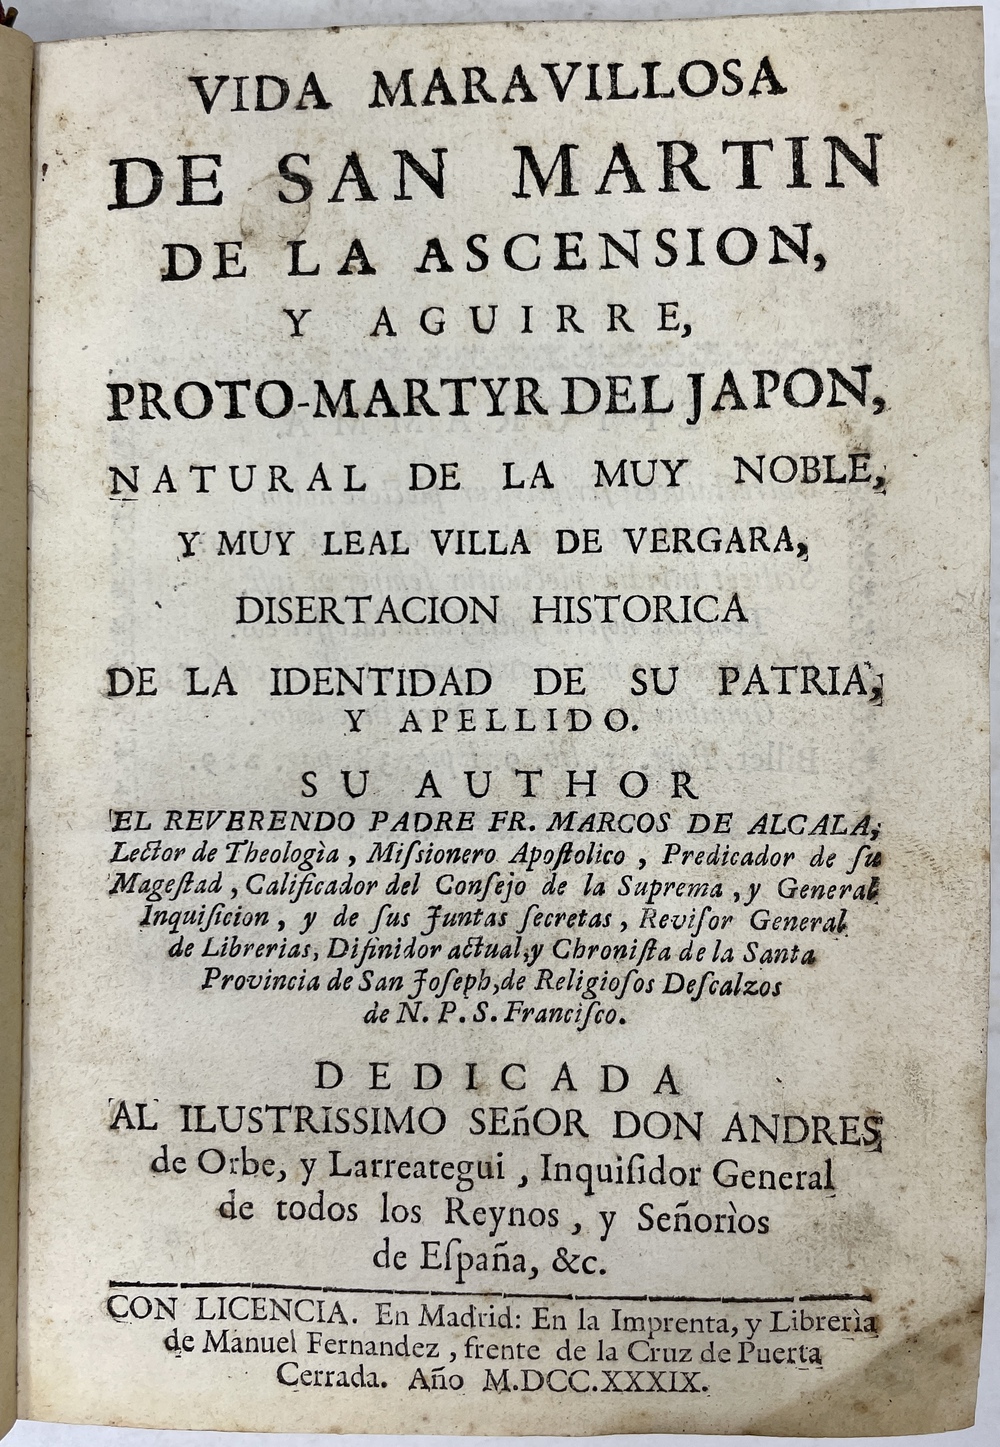 VIDA MARAVILLOSA
DE SAN MARTIN
DE LA ASCENSION,
Y AGUIRRE,
PROTO-MARTYR DEL JAPON,
NATURAL DE LA MUY NOBLE,
Y MUY LEAL VILLA DE VERGARA,
DISERTACION HISTORICA
DE LA IDENTIDAD DE SU PATRIA,
Y APELLIDO.
SU AUTHOR
EL REVERENDO PADRE FR. MARCOS DE ALCALA,
Lector de Theologìa, Miſsionero Apoſtolico, Predicador de ſu
Mageſtad, Calificador del Conſejo de la Suprema, y General
Inquiſicion, y de ſus Juntas ſecretas, Reviſor General
de Librerias, Difinidor actual, y Chroniſta de la Santa
Provincia de San Joſeph, de Religioſos Deſcalzos
de N. P. S. Franciſco.
DEDICADA
AL ILUSTRISSIMO SEñOR DON ANDRES
de Orbe, y Larreategui, Inquiſidor General
de todos los Reynos, y Señorìos
de Eſpaña, &c.
CON LICENCIA. En Madrid: En la Imprenta, y Librerìa
de Manuel Fernandez, frente de la Cruz de Puerta
Cerrada. Año M.DCC.XXXIX.